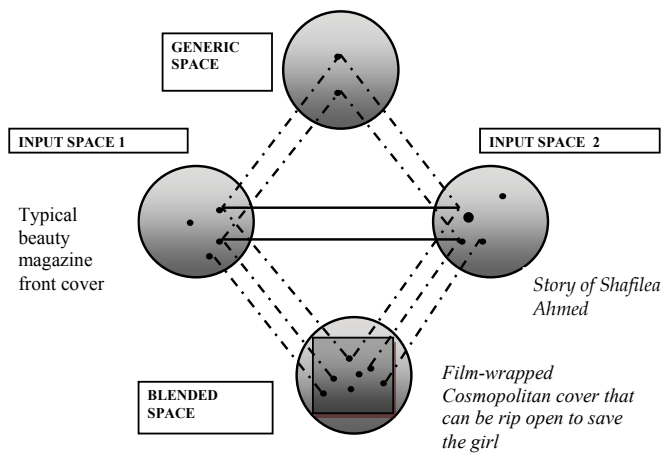 GENERIC
SPACE
INPUT SPACE 1
INPUT SPACE 2
Typical
beauty
magazine
front cover
Story of Shafilea
Ahmed
BLENDED
SPACE
Film-wrapped
Cosmopolitan cover that
can be rip open to save
the girl